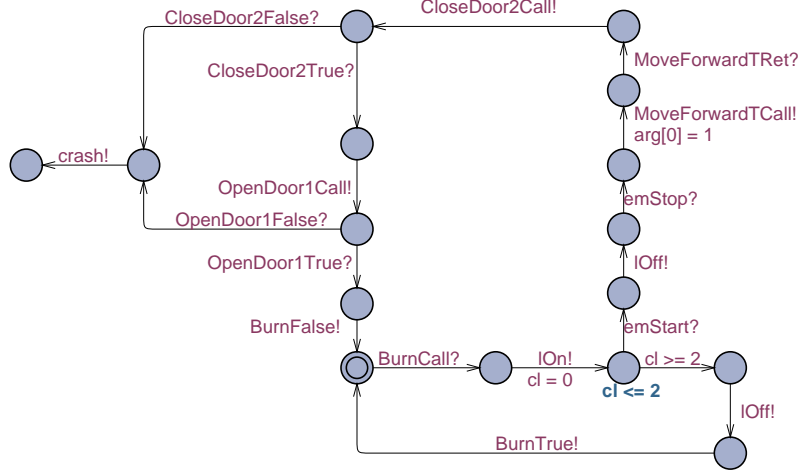 CloseDoor2False?
CloseDoor2Call!
MoveForwardTRet?
CloseDoor2True?
MoveForwardTCall!
arg[0] = 1
crash!
OpenDoor1Call!
emStop?
OpenDoor1False?
OpenDoor1True?
lOff!
BurnFalse!
emStart?
BurnCall?
lOn!
cl = 0
cl >= 2
cl <= 2
lOff!
BurnTrue!